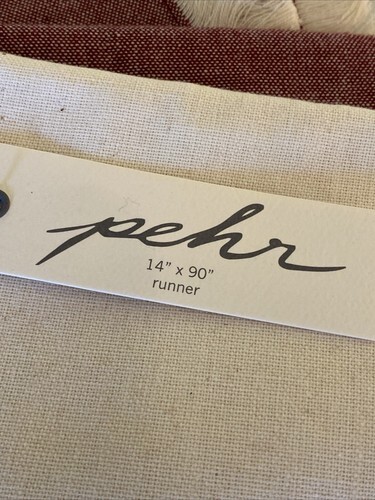 pehr
14" x 90"
runner